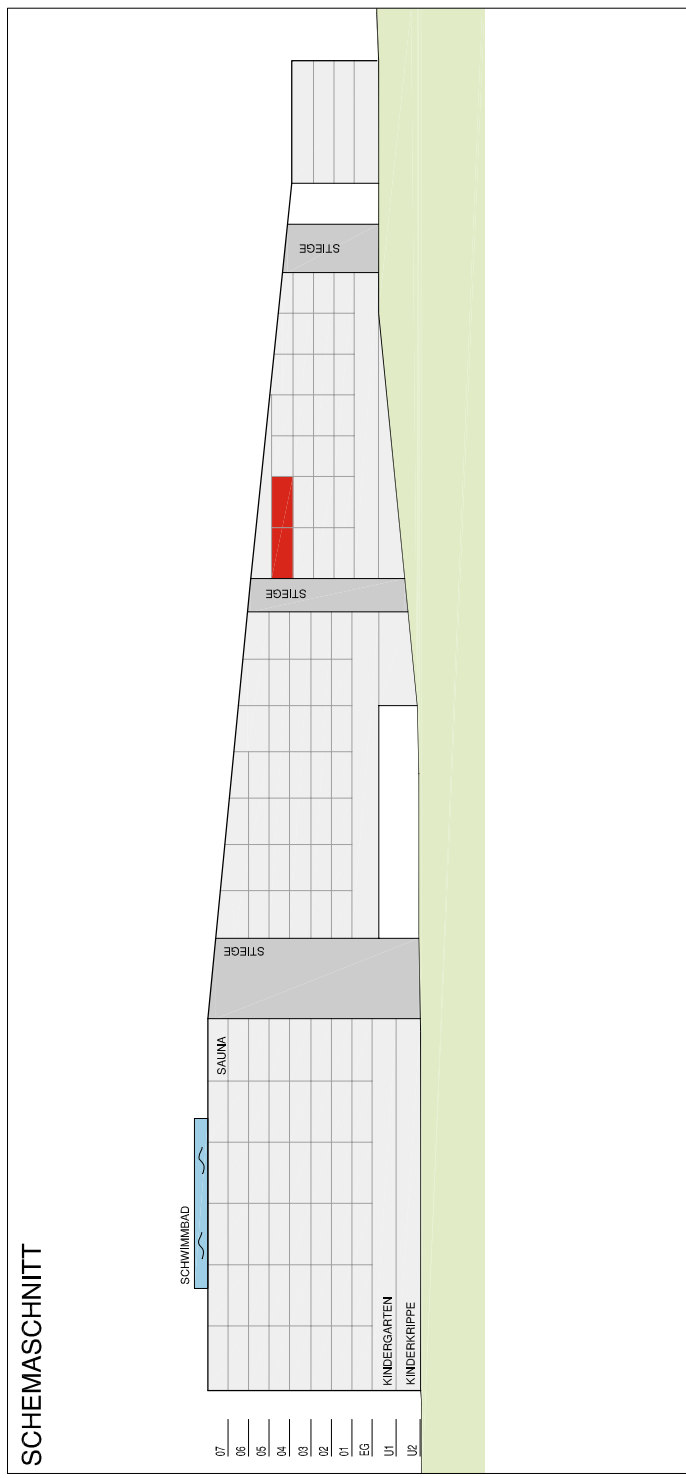 SCHEMASCHNITT
SCHWIMMBAD
SAUNA
STIEGE
STIEGE
STIEGE
07
06
05
04
03
02
01
EG
U1
U2
KINDERGARTEN
KINDERKRIPPE